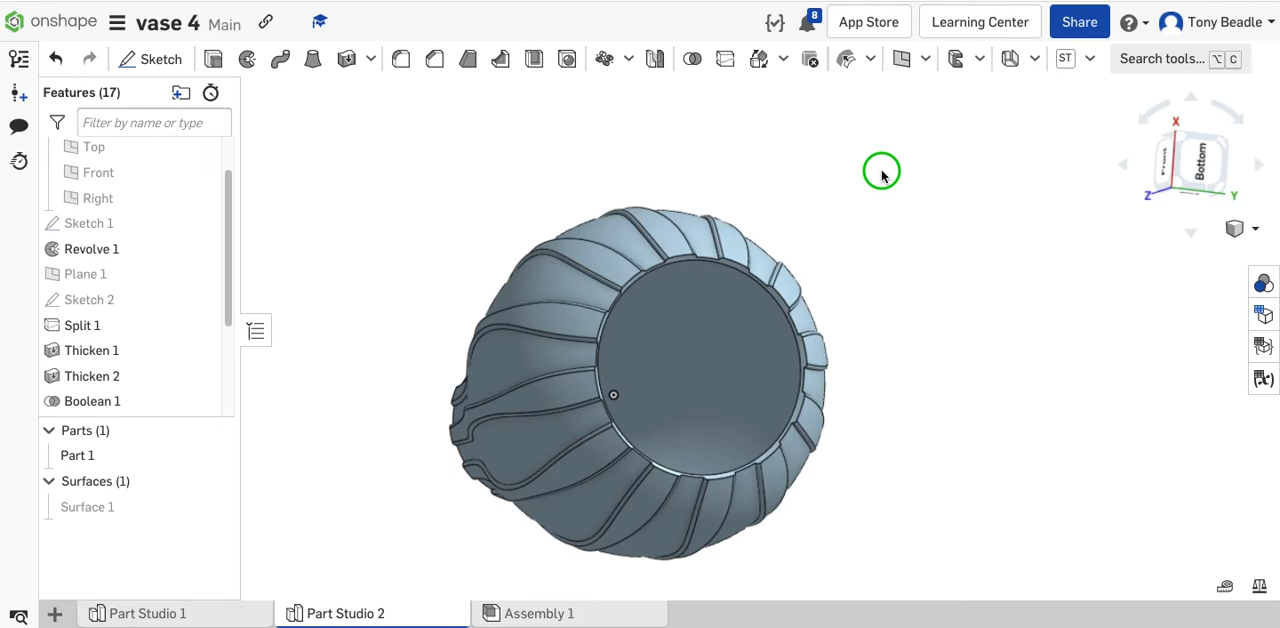 onshape vase 4 Main 8 App Store Learning Center Share Tony Beadle
Sketch ST Search tools... ⌥ C
Features (17)
Filter by name or type
Top
Front
Right
Sketch 1
Revolve 1
Plane 1
Sketch 2
Split 1
Thicken 1
Thicken 2
Boolean 1
Parts (1)
Part 1
Surfaces (1)
Surface 1
X
Front Bottom
Z Y
Part Studio 1 Part Studio 2 Assembly 1